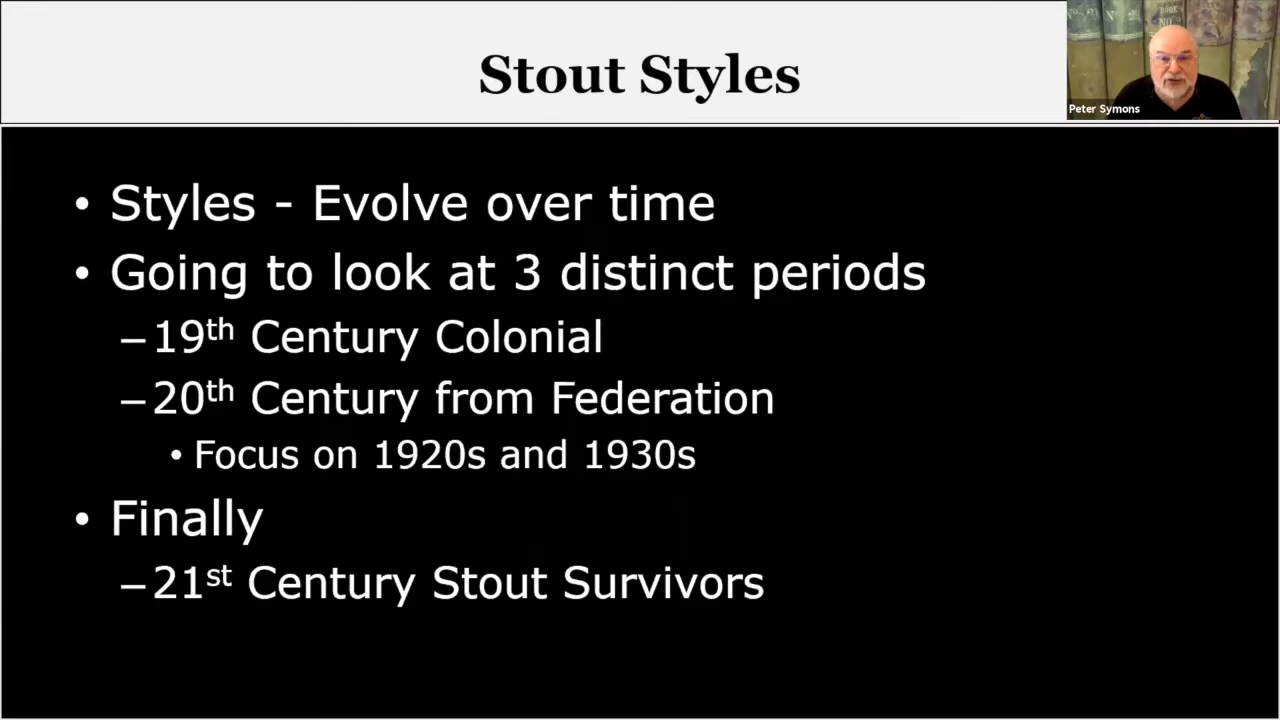 Stout Styles
Peter Symons
• Styles - Evolve over time
• Going to look at 3 distinct periods
–19th Century Colonial
–20th Century from Federation
• Focus on 1920s and 1930s
• Finally
–21st Century Stout Survivors